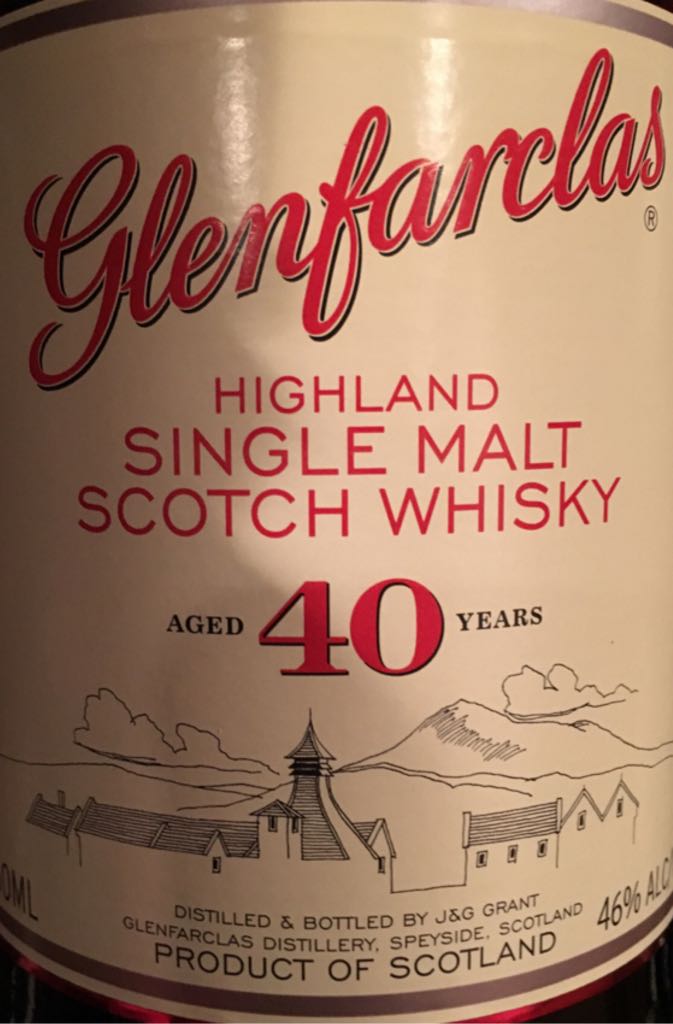 Glenfarclas
®
HIGHLAND
SINGLE MALT
SCOTCH WHISKY
AGED 40 YEARS
DISTILLED & BOTTLED BY J&G GRANT
GLENFARCLAS DISTILLERY, SPEYSIDE, SCOTLAND
PRODUCT OF SCOTLAND
46%